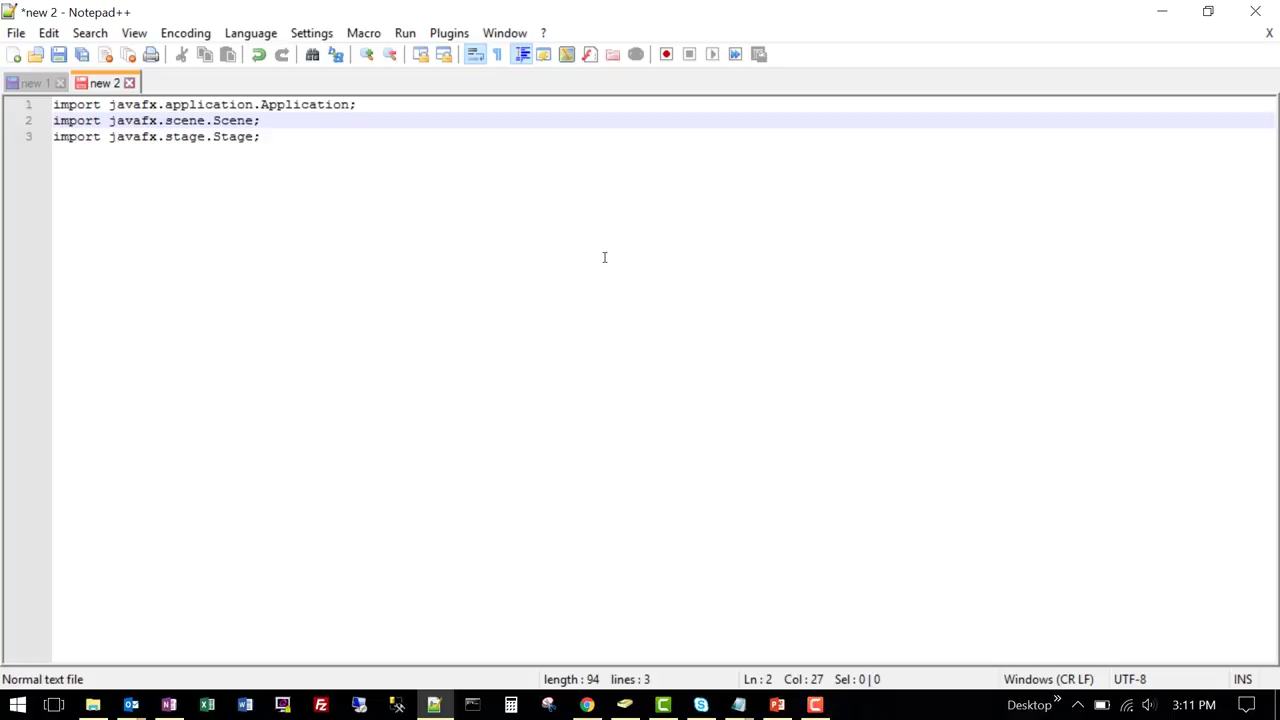 *new 2 - Notepad++
File Edit Search View Encoding Language Settings Macro Run Plugins Window ? X
new 1 new 2
1 import javafx.application.Application;
2 import javafx.scene.Scene;
3 import javafx.stage.Stage;
Normal text file length : 94 lines : 3 Ln : 2 Col : 27 Sel : 0 | 0 Windows (CR LF) UTF-8 INS
Desktop 3:11 PM